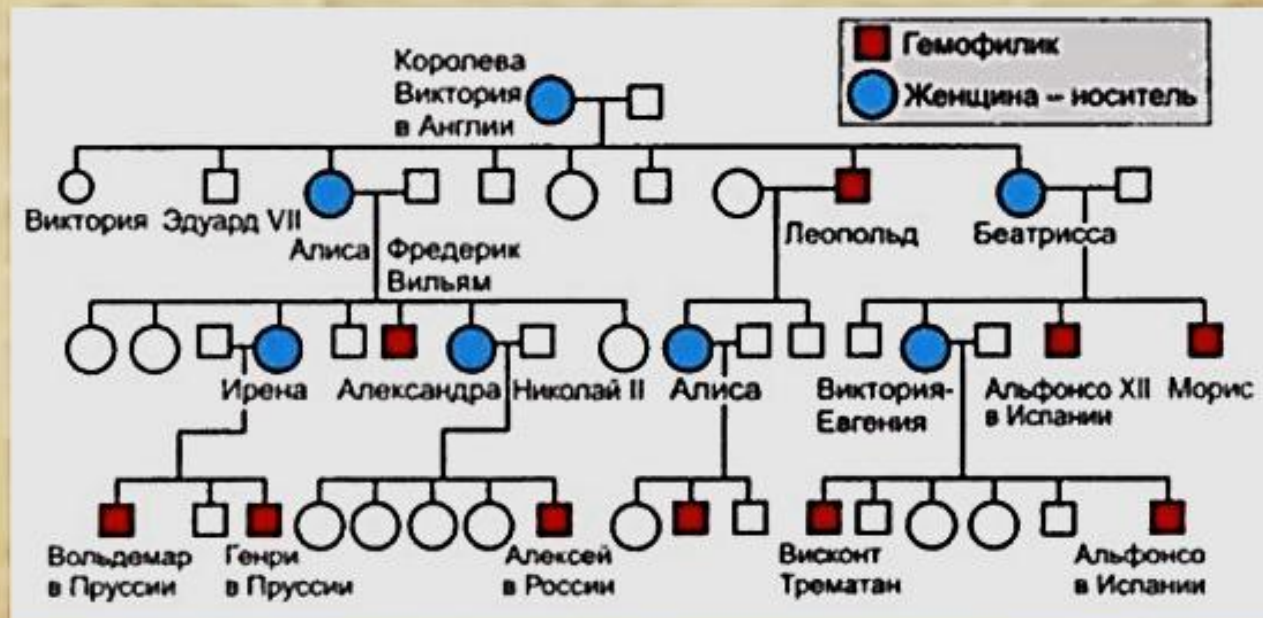 Гемофилик
Женщина – носитель
Королева
Виктория
в Англии
Виктория
Эдуард VII
Алиса
Фредерик
Вильям
Леопольд
Беатрисса
Ирена
Александра
Николай II
Алиса
Виктория-
Евгения
Альфонсо XII
в Испании
Морис
Вольдемар
в Пруссии
Генри
в Пруссии
Алексей
в России
Висконт
Трематан
Альфонсо
в Испании